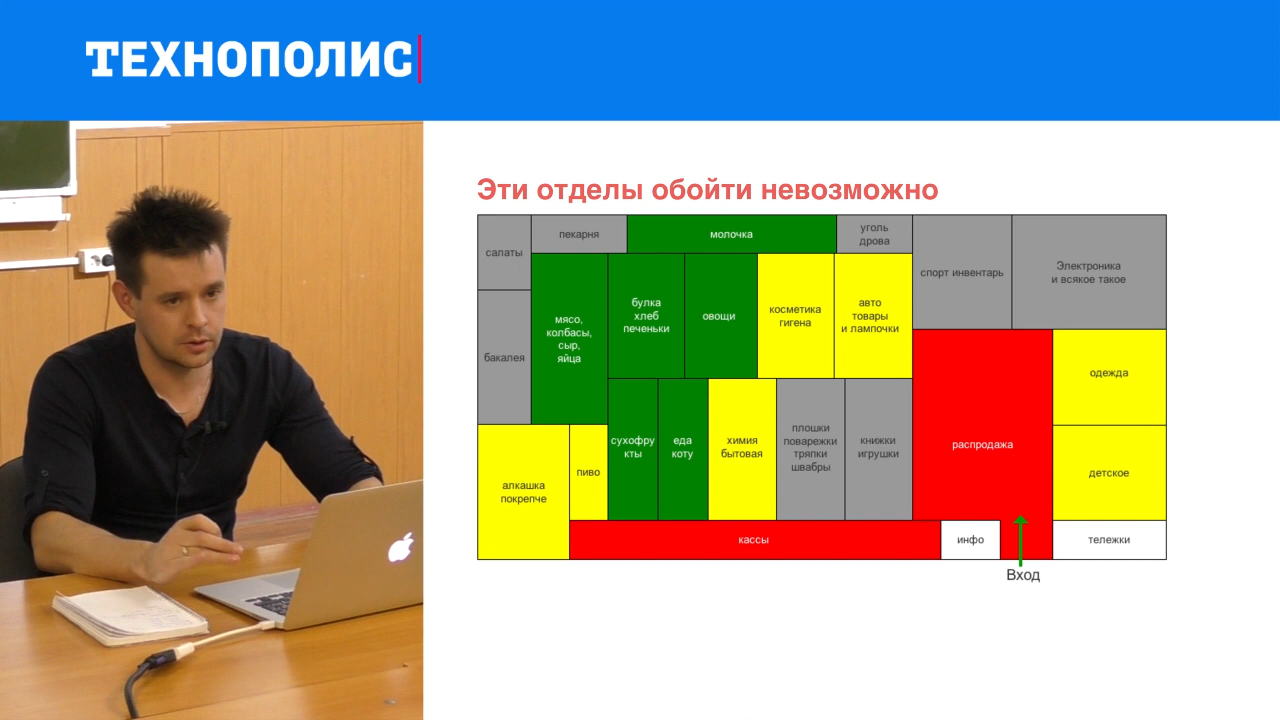 ТЕХНОПОЛИС
Эти отделы обойти невозможно
салаты
пекарня
молочка
уголь
дрова
спорт инвентарь
Электроника
и всякое такое
бакалея
мясо,
колбасы,
сыр,
яйца
булка
хлеб
печеньки
овощи
косметика
гигена
авто
товары
и лампочки
распродажа
одежда
алкашка
покрепче
пиво
сухофру
кты
еда
коту
химия
бытовая
плошки
поварежки
тряпки
швабры
книжки
игрушки
детское
кассы
инфо
тележки
Вход